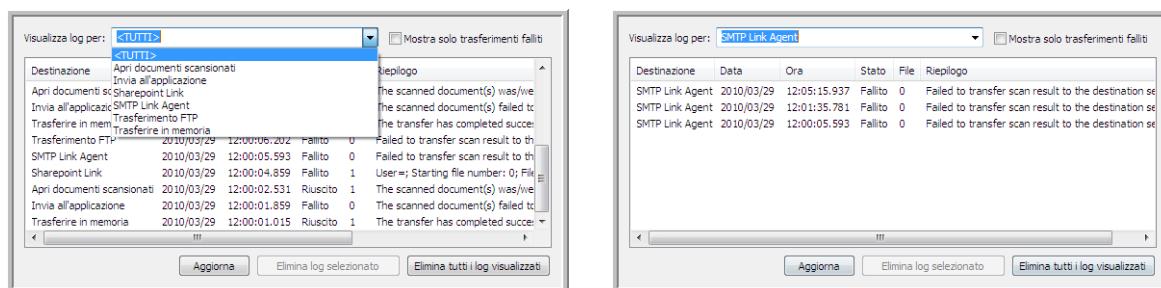 Visualizza log per: <TUTTI> Mostra solo trasferimenti falliti
<TUTTI>
Apri documenti scansionati
Invia all'applicazione
Sharepoint Link
SMTP Link Agent
Trasferimento FTP
Trasferire in memoria
Destinazione Riepilogo
Apri documenti sc The scanned document(s) was/we
Invia all'applicazio The scanned document(s) failed to
Trasferire in mem The transfer has completed succes
Trasferimento FTP 2010/03/29 12:00:06.202 Fallito 0 Failed to transfer scan result to th
SMTP Link Agent 2010/03/29 12:00:05.593 Fallito 0 Failed to transfer scan result to th
Sharepoint Link 2010/03/29 12:00:04.859 Fallito 1 User=; Starting file number: 0; File
Apri documenti scansionati 2010/03/29 12:00:02.531 Riuscito 1 The scanned document(s) was/we
Invia all'applicazione 2010/03/29 12:00:01.859 Fallito 0 The scanned document(s) failed to
Trasferire in memoria 2010/03/29 12:00:01.015 Riuscito 1 The transfer has completed succes
Aggiorna Elimina log selezionato Elimina tutti i log visualizzati
Visualizza log per: SMTP Link Agent Mostra solo trasferimenti falliti
Destinazione Data Ora Stato File Riepilogo
SMTP Link Agent 2010/03/29 12:05:15.937 Fallito 0 Failed to transfer scan result to the destination se
SMTP Link Agent 2010/03/29 12:01:35.781 Fallito 0 Failed to transfer scan result to the destination se
SMTP Link Agent 2010/03/29 12:00:05.593 Fallito 0 Failed to transfer scan result to the destination se
Aggiorna Elimina log selezionato Elimina tutti i log visualizzati